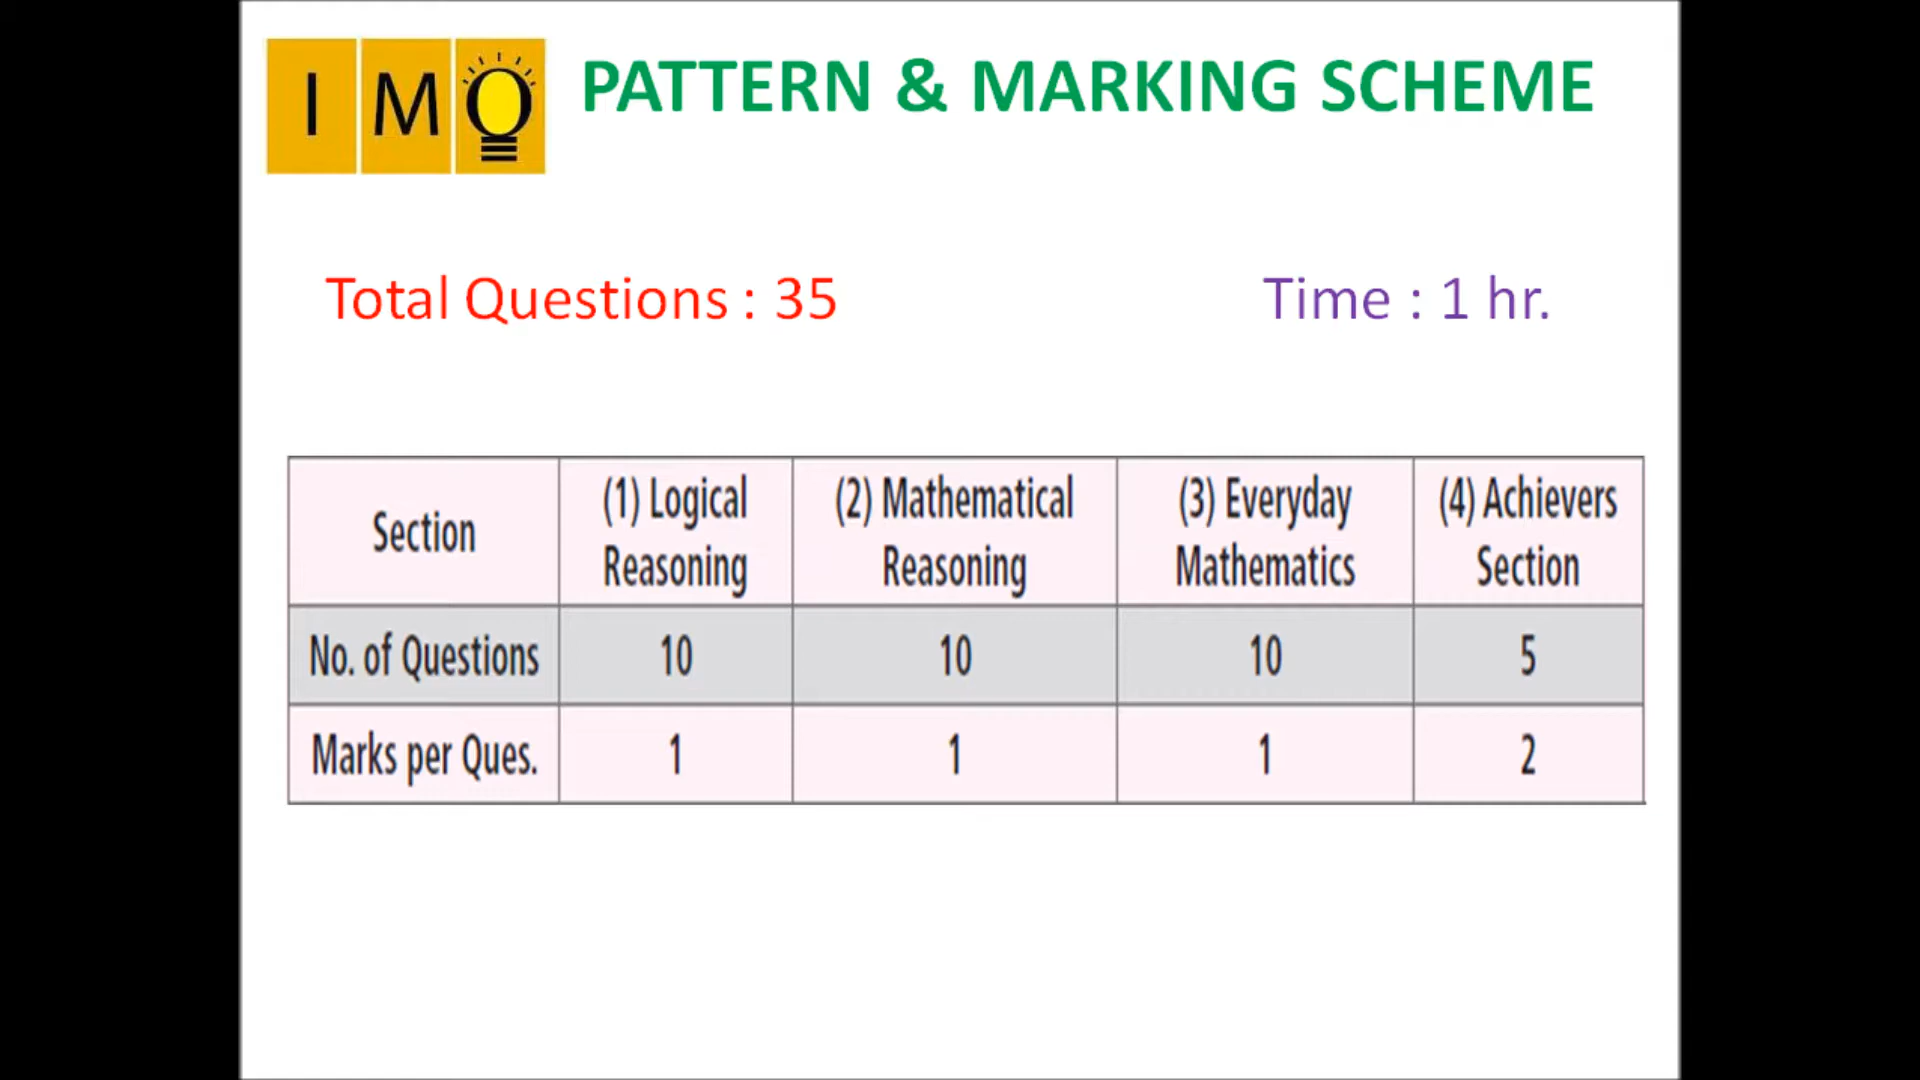 IMO
PATTERN & MARKING SCHEME
Total Questions : 35
Time : 1 hr.
Section
(1) Logical
Reasoning
(2) Mathematical
Reasoning
(3) Everyday
Mathematics
(4) Achievers
Section
No. of Questions 10 10 10 5
Marks per Ques. 1 1 1 2